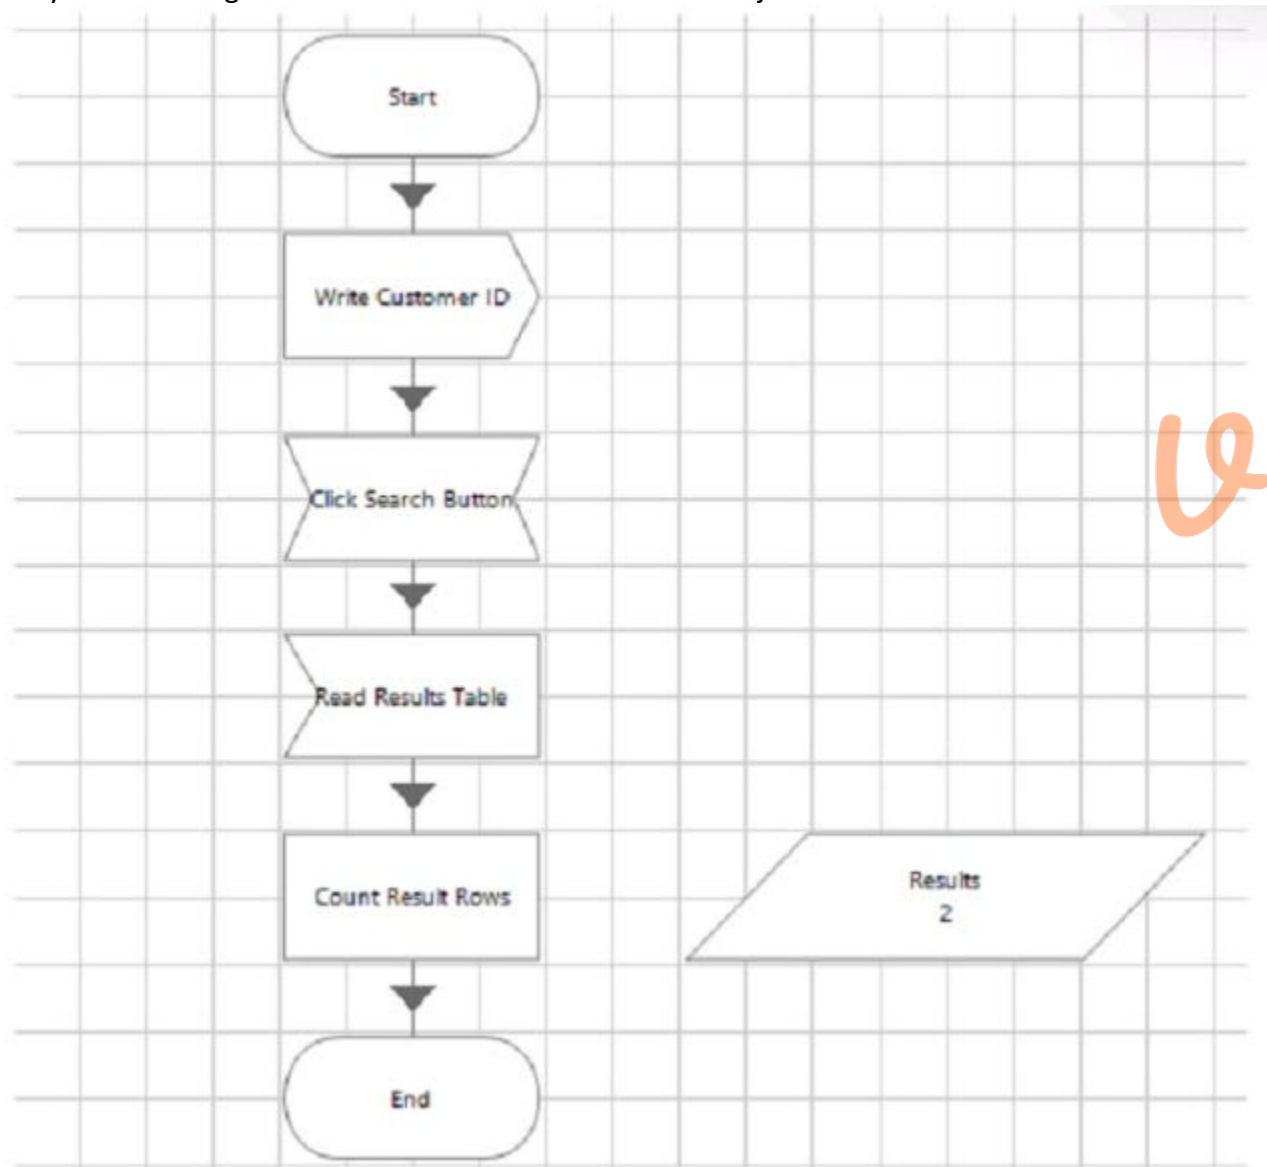 Start
Write Customer ID
Click Search Button
Read Results Table
Count Result Rows
Results
2
End